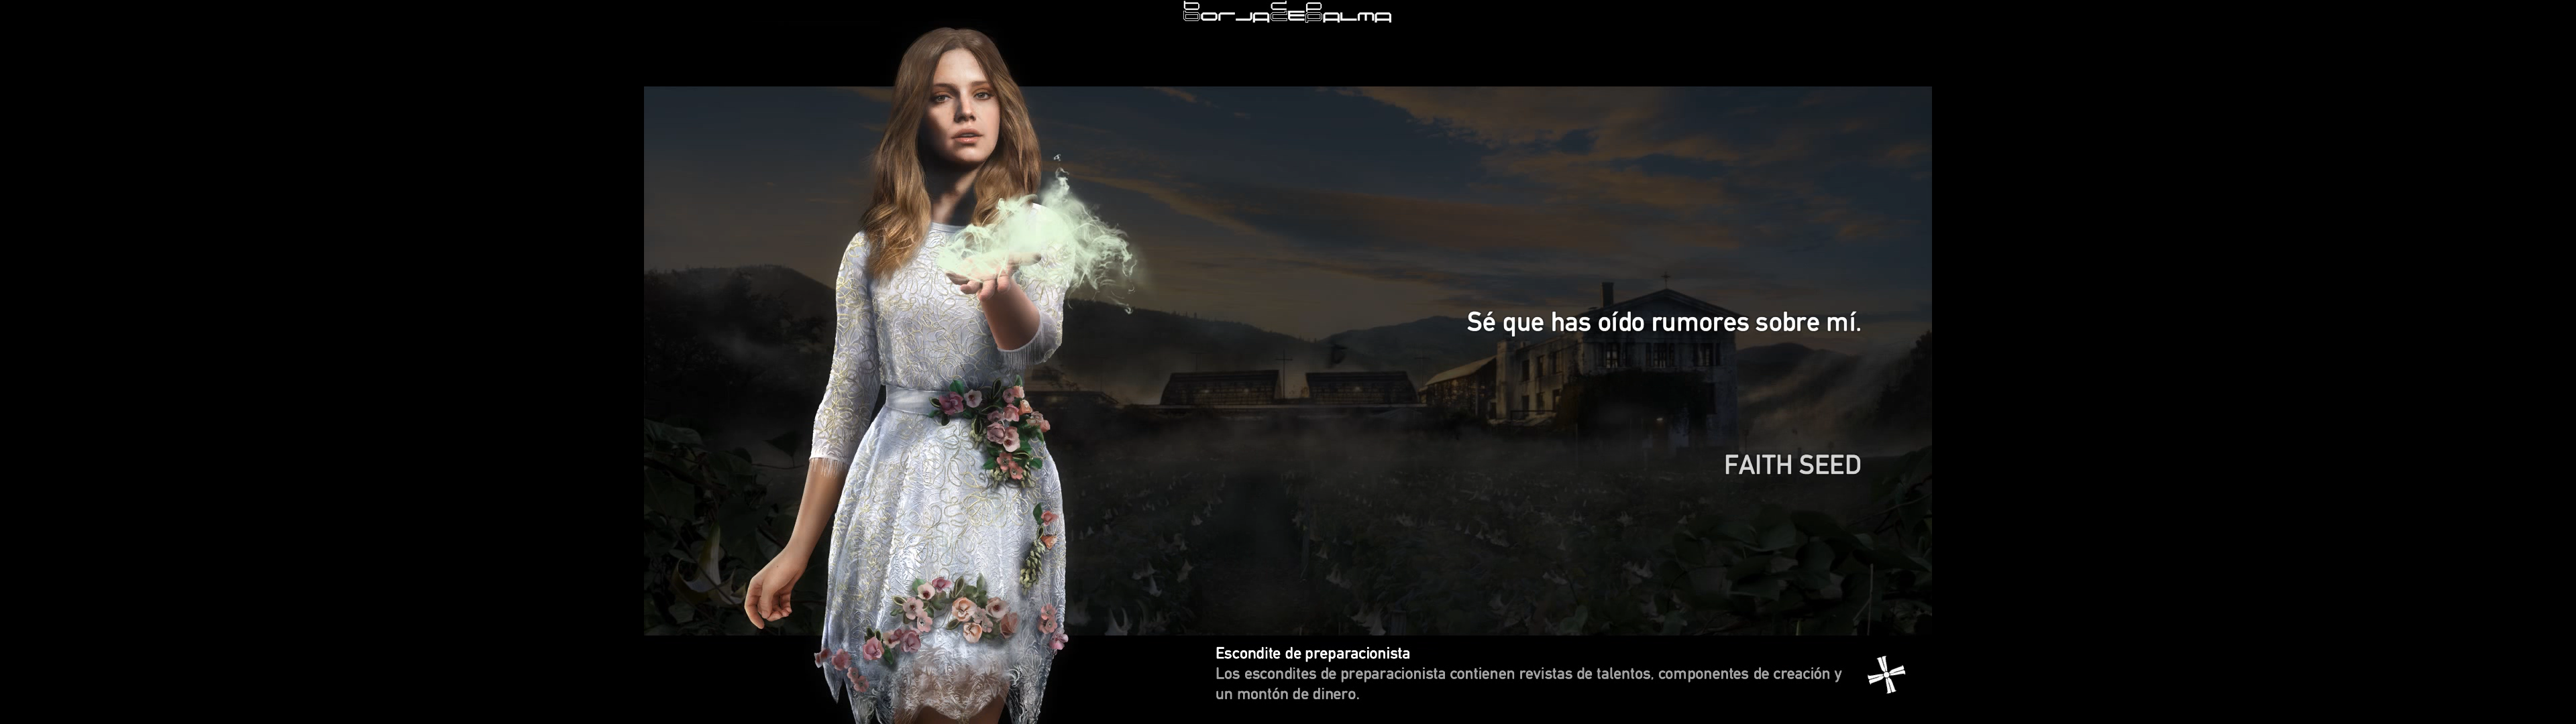 BORJADEPALMA
Sé que has oído rumores sobre mí.
FAITH SEED
Escondite de preparacionista
Los escondites de preparacionista contienen revistas de talentos, componentes de creación y
un montón de dinero.